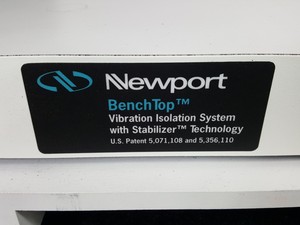 Newport
BenchTop™
Vibration Isolation System
with Stabilizer™ Technology
U.S. Patent 5,071,108 and 5,356,110